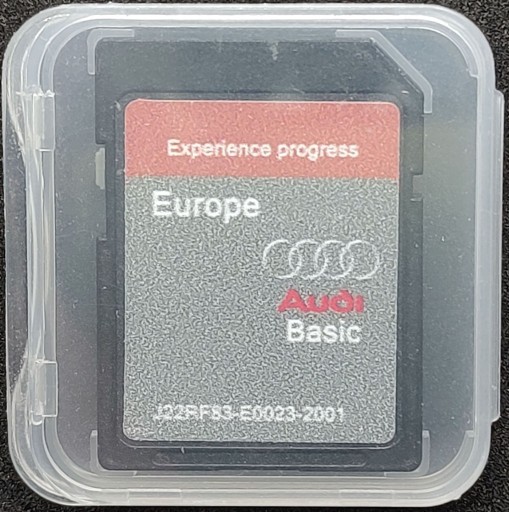 Experience progress
Europe
Audi
Basic
J22RF83-E0023-2001